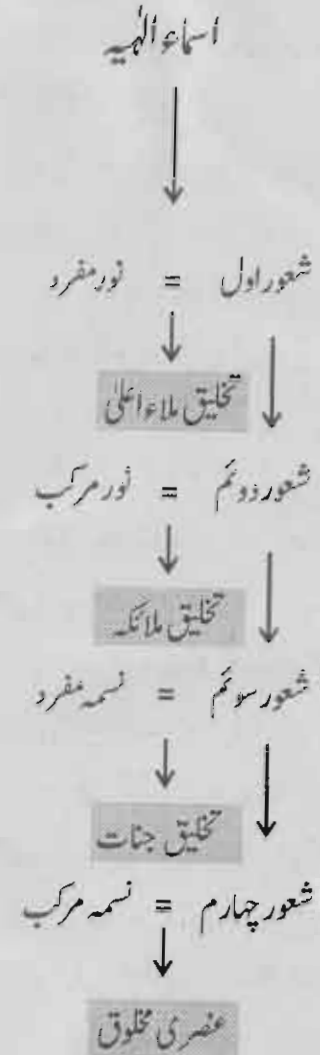 اسماء الٰہیہ
شعور اول = نور مفرد
تخلیق ملاء اعلیٰ
شعور دوئم = نور مرکب
تخلیق ملائکہ
شعور سوئم = نسمہ مفرد
تخلیق جنات
شعور چہارم = نسمہ مرکب
عنصری مخلوق